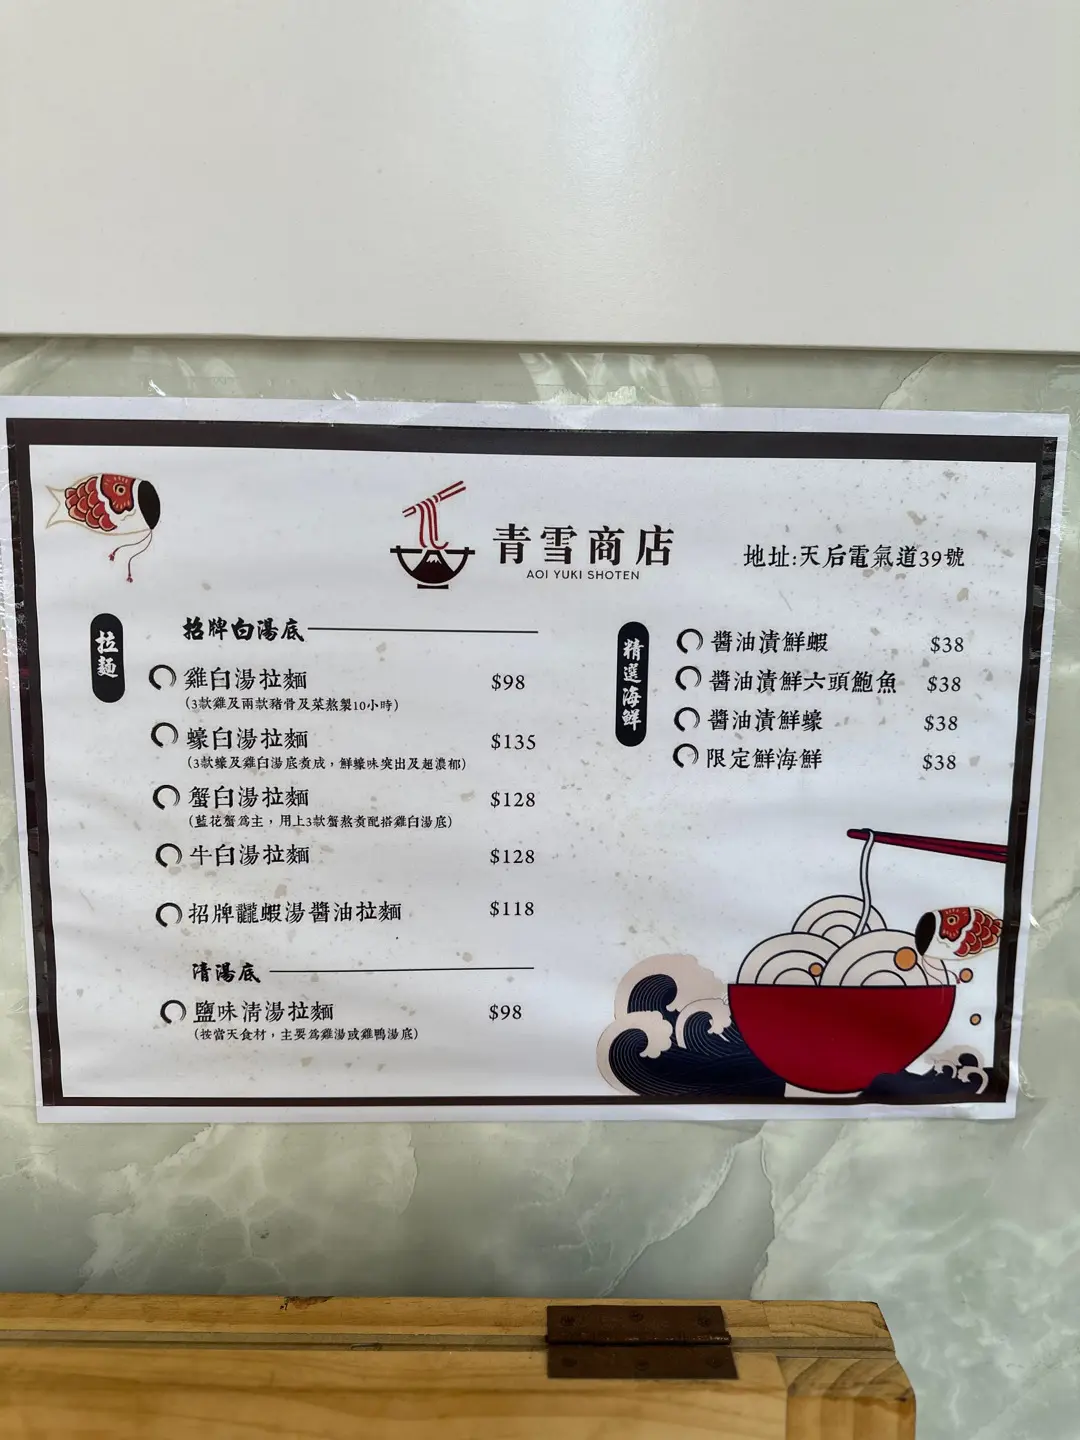 青雪商店
AOI YUKI SHOTEN
地址:天后電氣道39號
拉麵
招牌白湯底
雞白湯拉麵 $98
(3款雞及兩款豬骨及菜熬製10小時)
蠔白湯拉麵 $135
(3款蠔及雞白湯底煮成，鮮蠔味突出及超濃郁)
蟹白湯拉麵 $128
(藍花蟹為主，用上3款蟹熬煮配搭雞白湯底)
牛白湯拉麵 $128
招牌龖蝦湯醬油拉麵 $118
清湯底
鹽味清湯拉麵 $98
(按當天食材，主要為雞湯或雞鴨湯底)
精選海鮮
醬油漬鮮蝦 $38
醬油漬鮮六頭鮑魚 $38
醬油漬鮮蠔 $38
限定鮮海鮮 $38